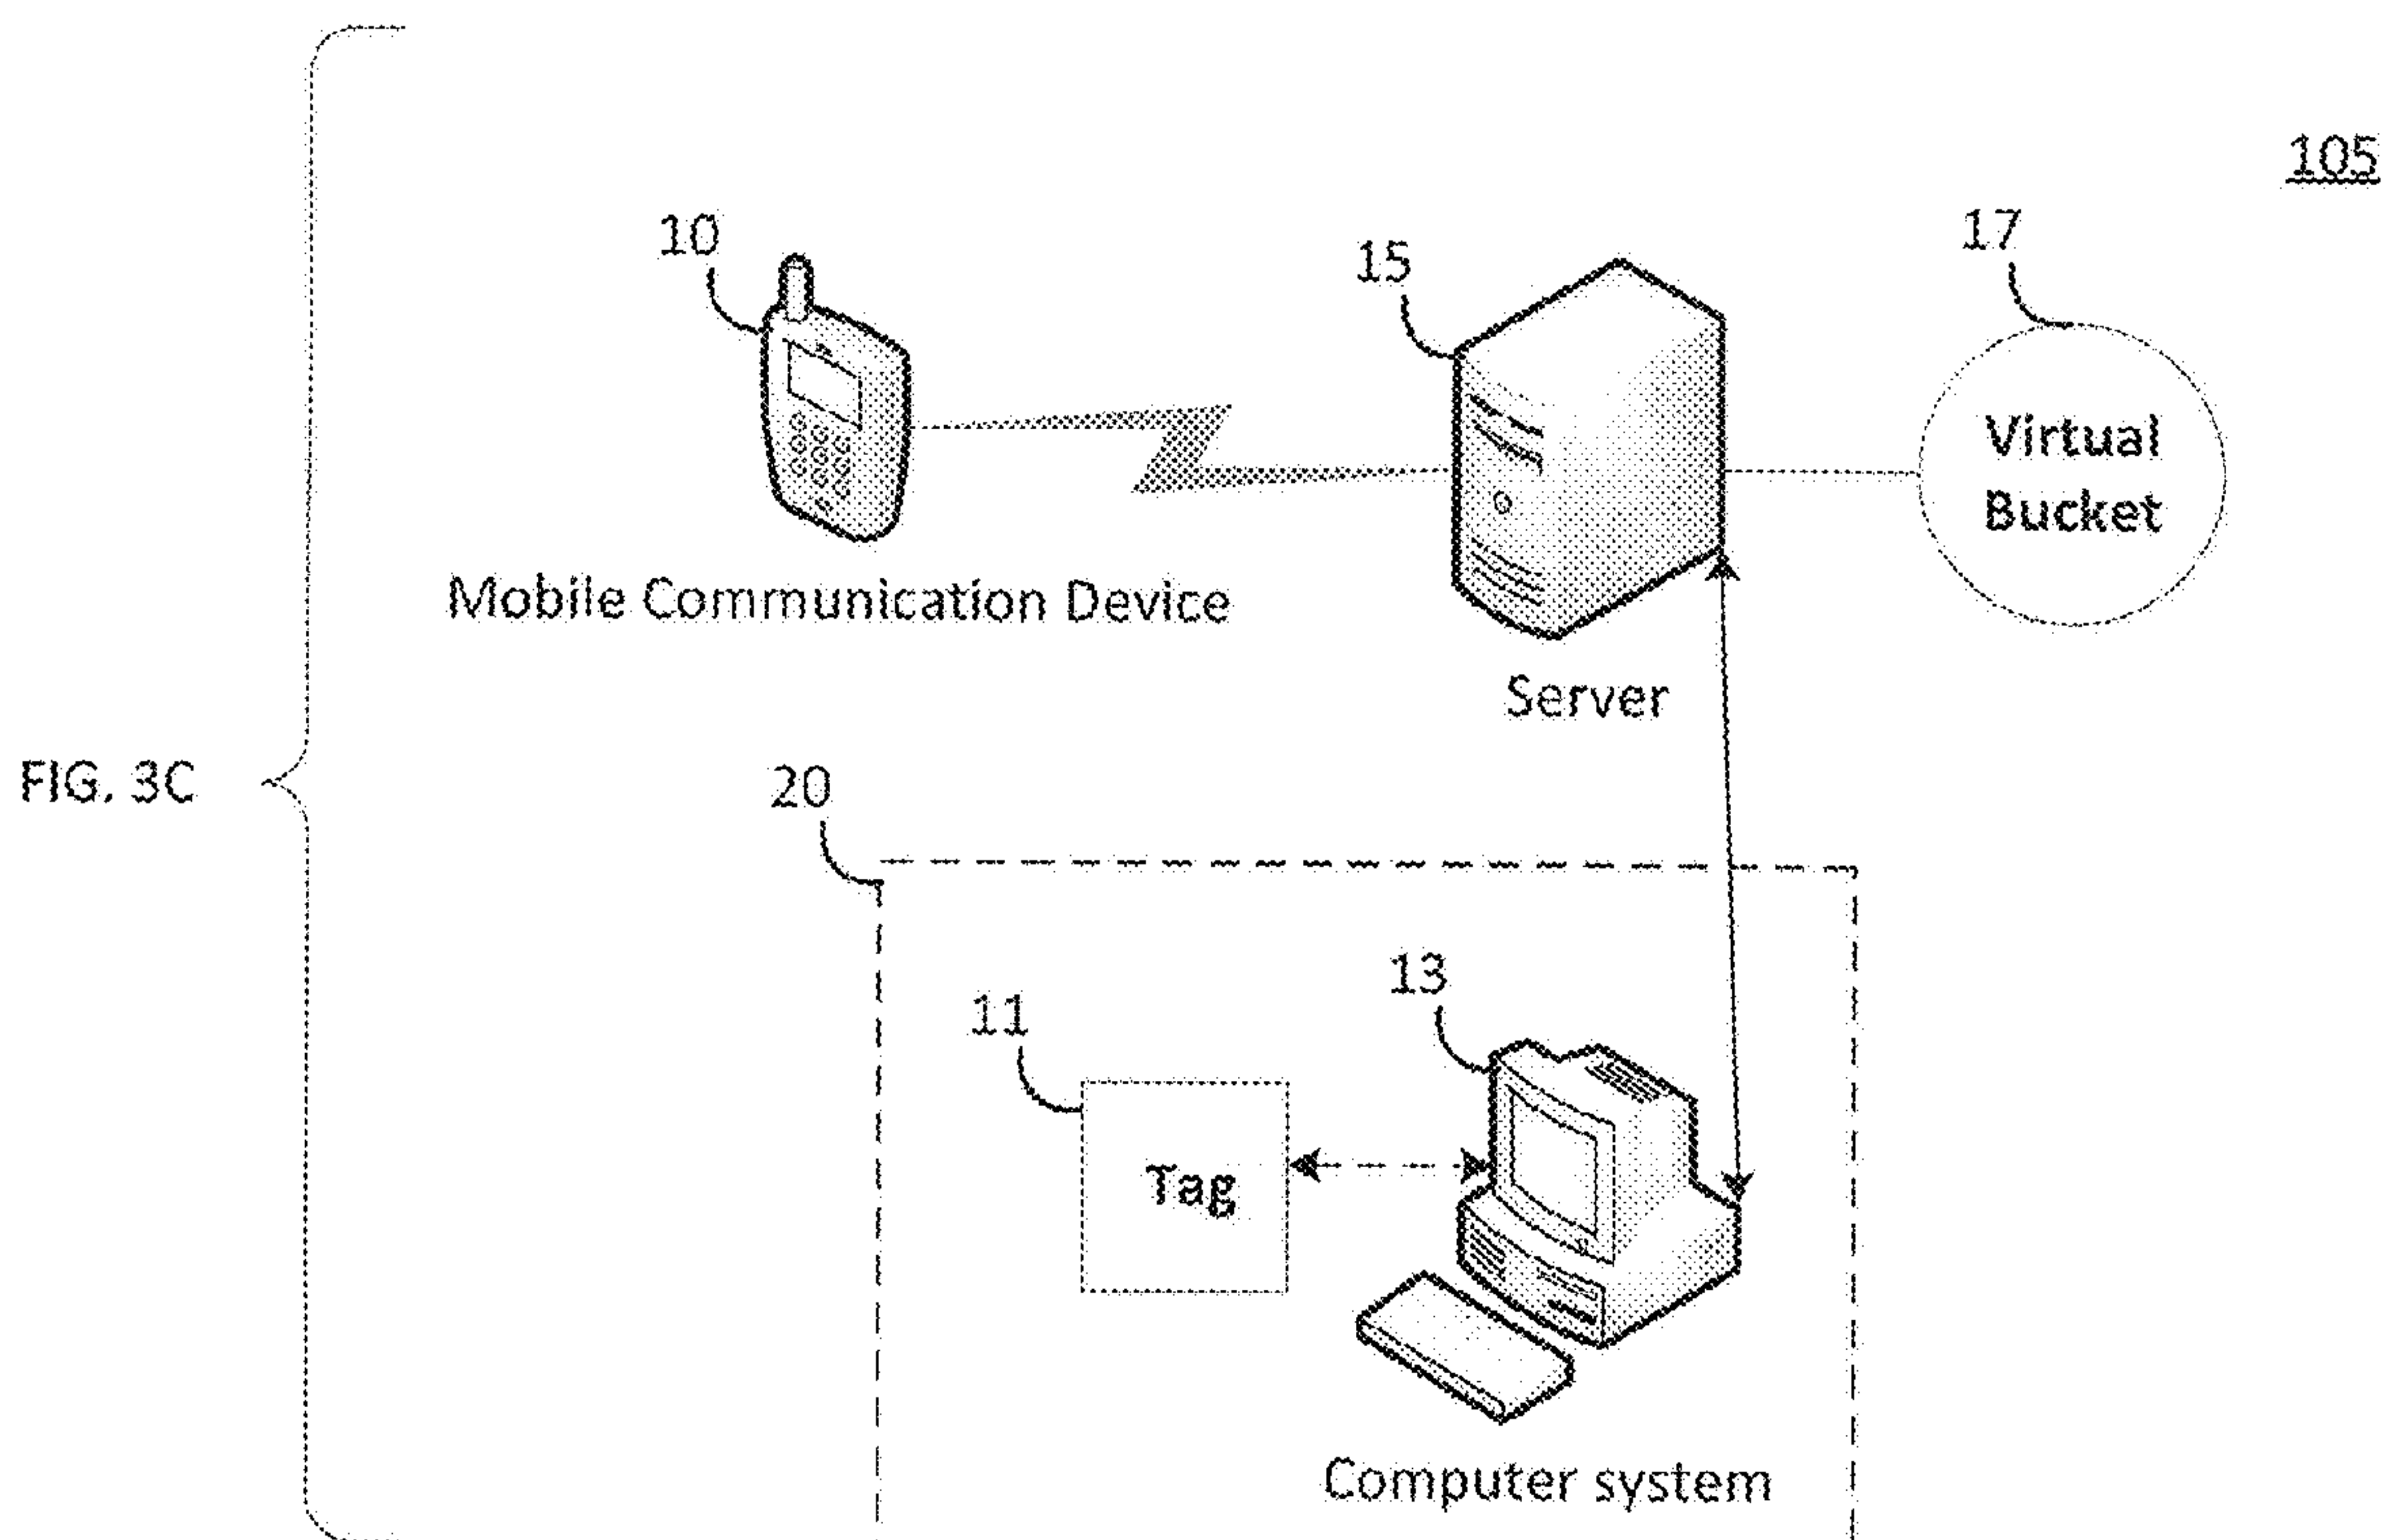 105
10
15
17
Virtual
Bucket
Mobile Communication Device
Server
FIG. 3C
20
13
11
Tag
Computer system